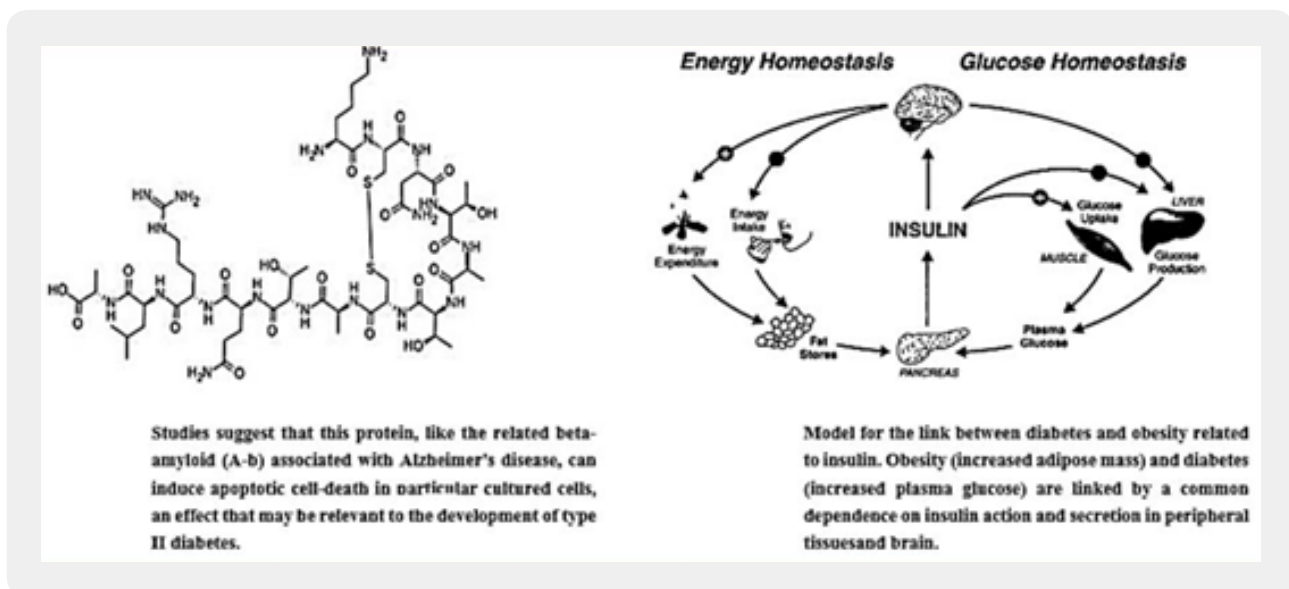 Energy Homeostasis
Glucose Homeostasis
Energy
Expenditure
Energy
Intake
INSULIN
Glucose
Uptake
MUSCLE
LIVER
Glucose
Production
Fat
Stores
PANCREAS
Plasma
Glucose
NH₂
H₂N
H
N
O
O
NH
S
O
O
NH₂
HN
OH
O
NH
O
NH
HN
NH₂
HN
S
HO
O
O
N
H
O
H
N
O
N
H
O
H
N
O
HO
N
H
O
H
N
O
N
H
O
HO
H₂N
O
Studies suggest that this protein, like the related beta-
amyloid (A-b) associated with Alzheimer's disease, can
induce apoptotic cell-death in particular cultured cells,
an effect that may be relevant to the development of type
II diabetes.
Model for the link between diabetes and obesity related
to insulin. Obesity (increased adipose mass) and diabetes
(increased plasma glucose) are linked by a common
dependence on insulin action and secretion in peripheral
tissuesand brain.